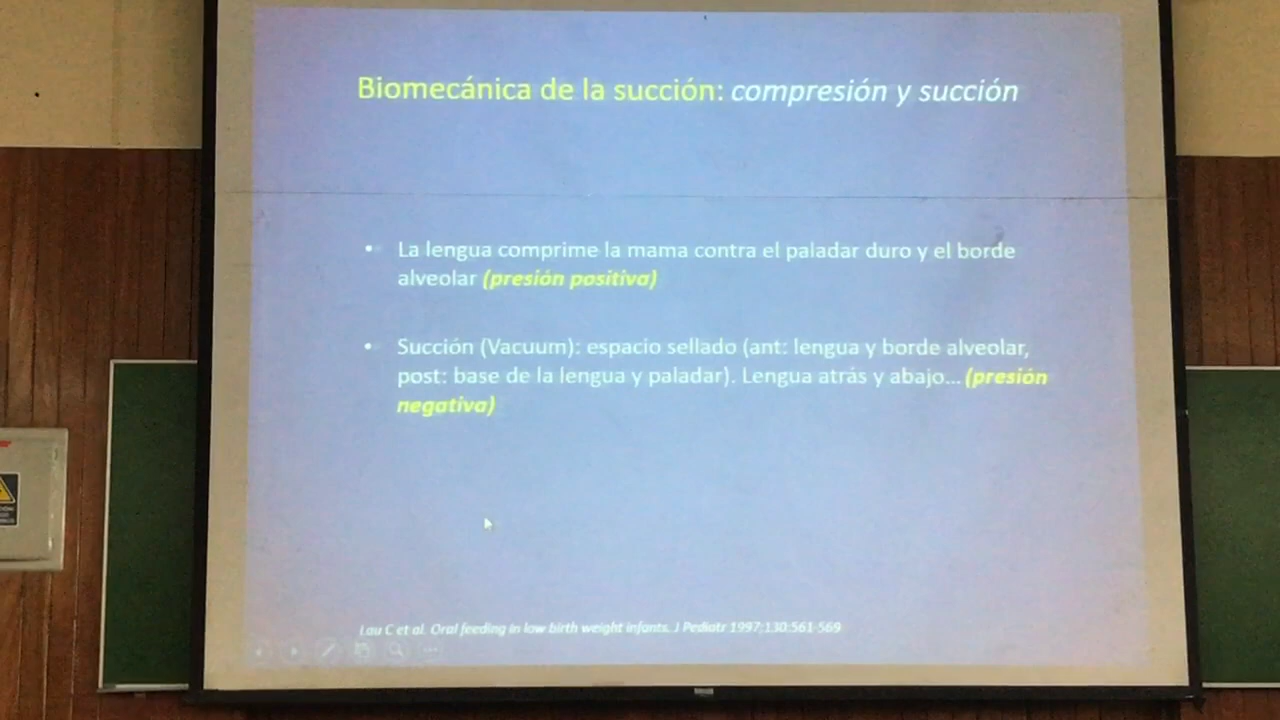 Biomecánica de la succión: compresión y succión
• La lengua comprime la mama contra el paladar duro y el borde
alveolar (presión positiva)
• Succión (Vacuum): espacio sellado (ant: lengua y borde alveolar,
post: base de la lengua y paladar). Lengua atrás y abajo... (presión
negativa)
Lau C et al. Oral feeding in low birth weight infants. J Pediatr 1997;130:561-569